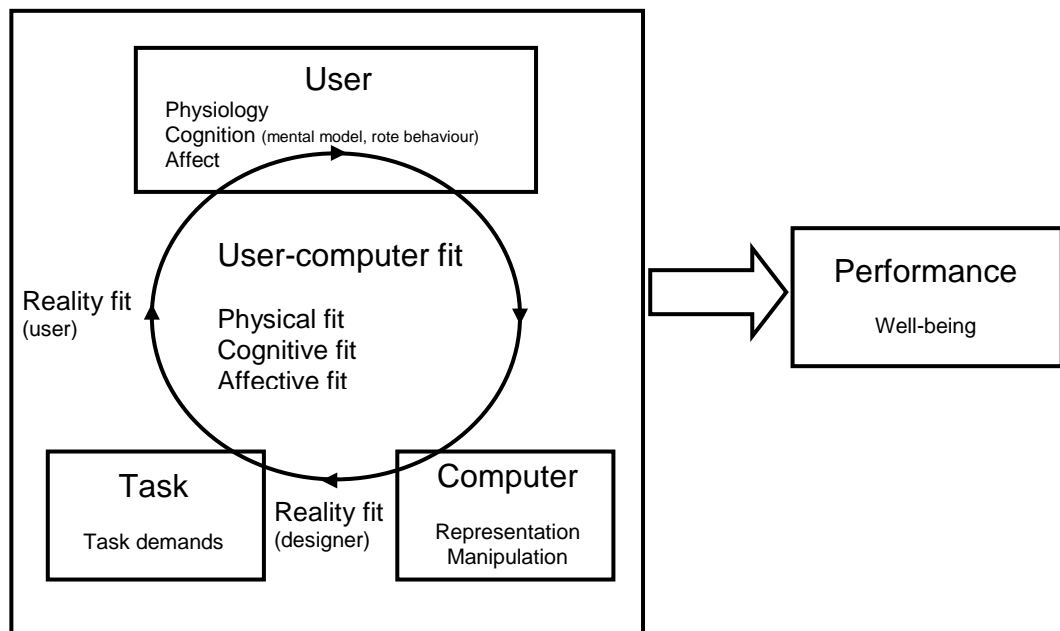 User
Physiology
Cognition (mental model, rote behaviour)
Affect
User-computer fit
Physical fit
Cognitive fit
Affective fit
Reality fit
(user)
Task
Task demands
Reality fit
(designer)
Computer
Representation
Manipulation
Performance
Well-being